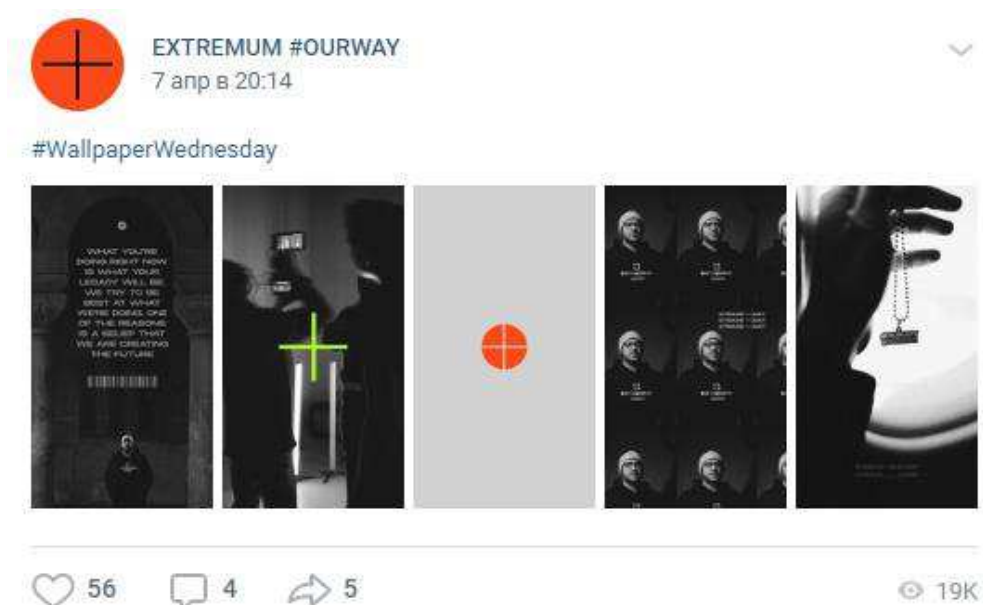 EXTREMUM #OURWAY
7 апр в 20:14
#WallpaperWednesday
WHAT YOU'RE
DOING RIGHT NOW
IS WHAT YOUR
LEGACY WILL BE
WE TRY TO BE
BEST AT WHAT
WE'RE DOING. ONE
OF THE REASONS
IS A BELIEF THAT
WE ARE CREATING
THE FUTURE
56
4
5
19K